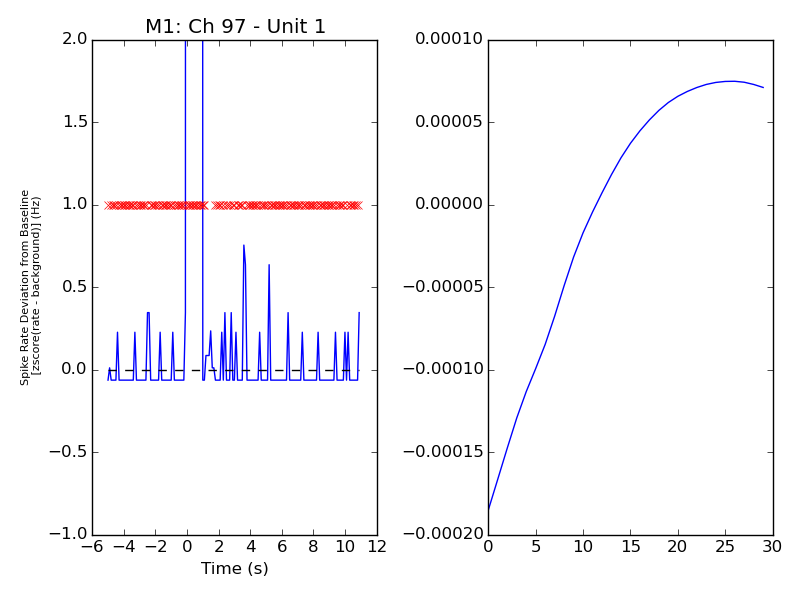 M1: Ch 97 - Unit 1
Spike Rate Deviation from Baseline
[zscore(rate - background)] (Hz)
2.0
1.5
1.0
0.5
0.0
−0.5
−1.0
−6 −4 −2 0 2 4 6 8 10 12
Time (s)
0.00010
0.00005
0.00000
−0.00005
−0.00010
−0.00015
−0.00020
0 5 10 15 20 25 30